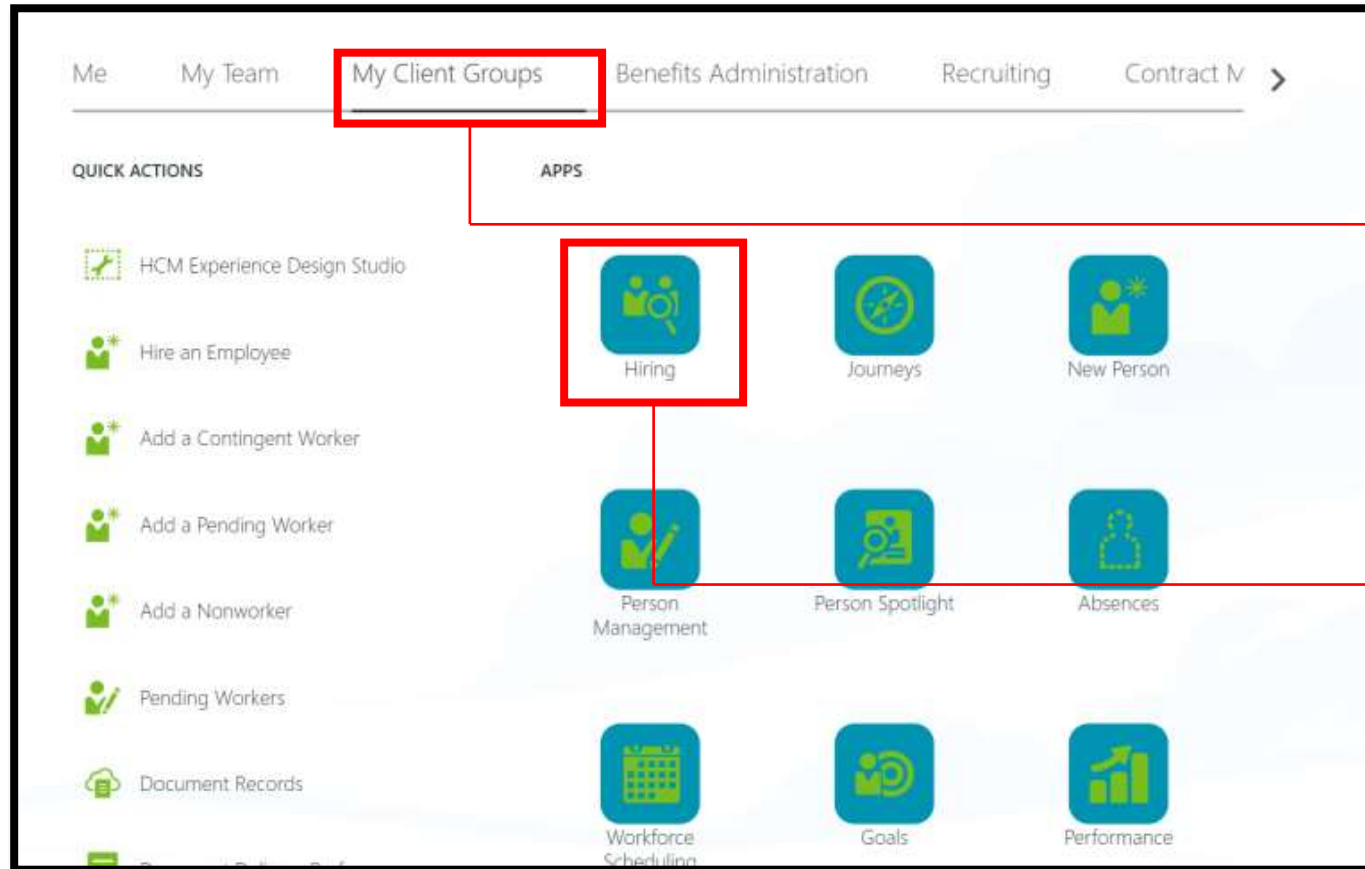 Me My Team My Client Groups Benefits Administration Recruiting Contract M
QUICK ACTIONS
APPS
HCM Experience Design Studio
Hire an Employee
Add a Contingent Worker
Add a Pending Worker
Add a Nonworker
Pending Workers
Document Records
Hiring
Journeys
New Person
Person
Management
Person Spotlight
Absences
Workforce
Scheduling
Goals
Performance